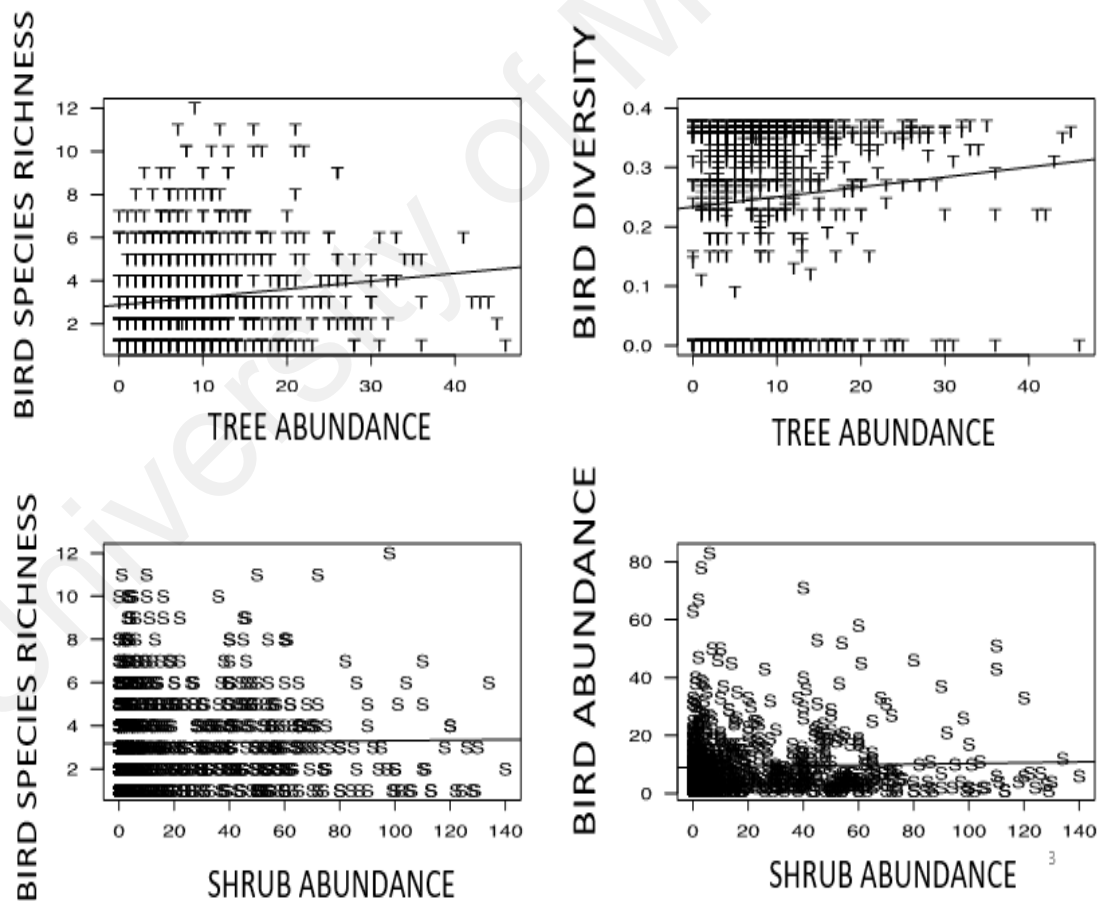 BIRD SPECIES RICHNESS
12
10
8
6
4
2
0 10 20 30 40
TREE ABUNDANCE
BIRD DIVERSITY
0.4
0.3
0.2
0.1
0.0
0 10 20 30 40
TREE ABUNDANCE
BIRD SPECIES RICHNESS
12
10
8
6
4
2
0 20 40 60 80 100 120 140
SHRUB ABUNDANCE
BIRD ABUNDANCE
80
60
40
20
0
0 20 40 60 80 100 120 140
SHRUB ABUNDANCE
3
University of M